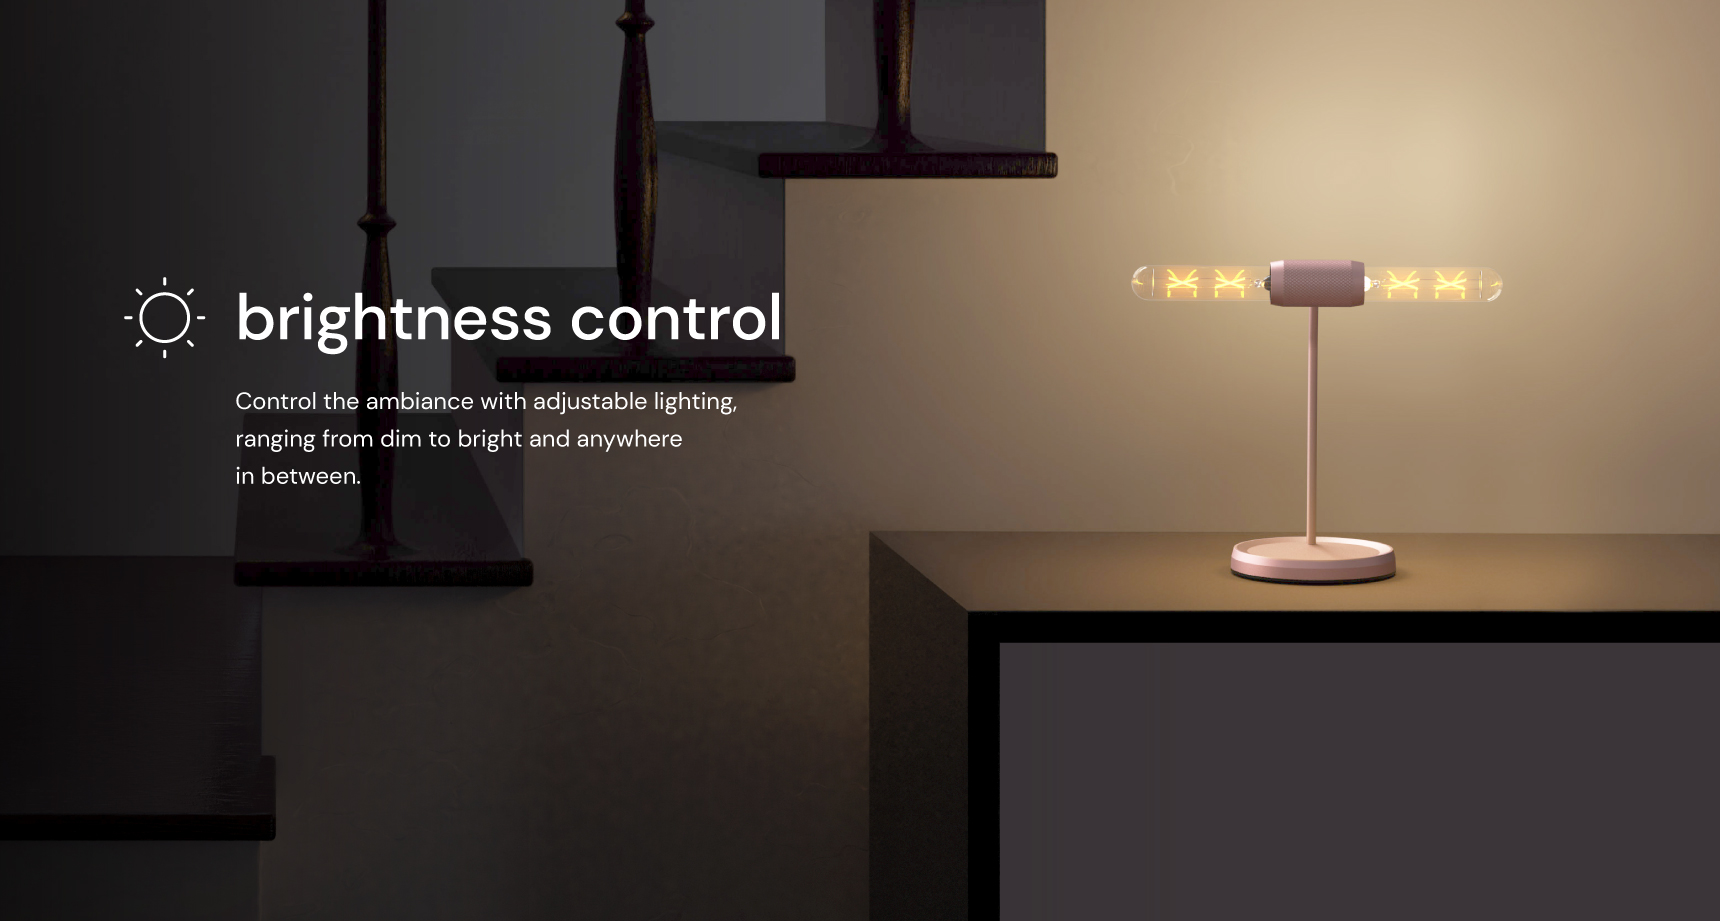 brightness control
Control the ambiance with adjustable lighting,
ranging from dim to bright and anywhere
in between.